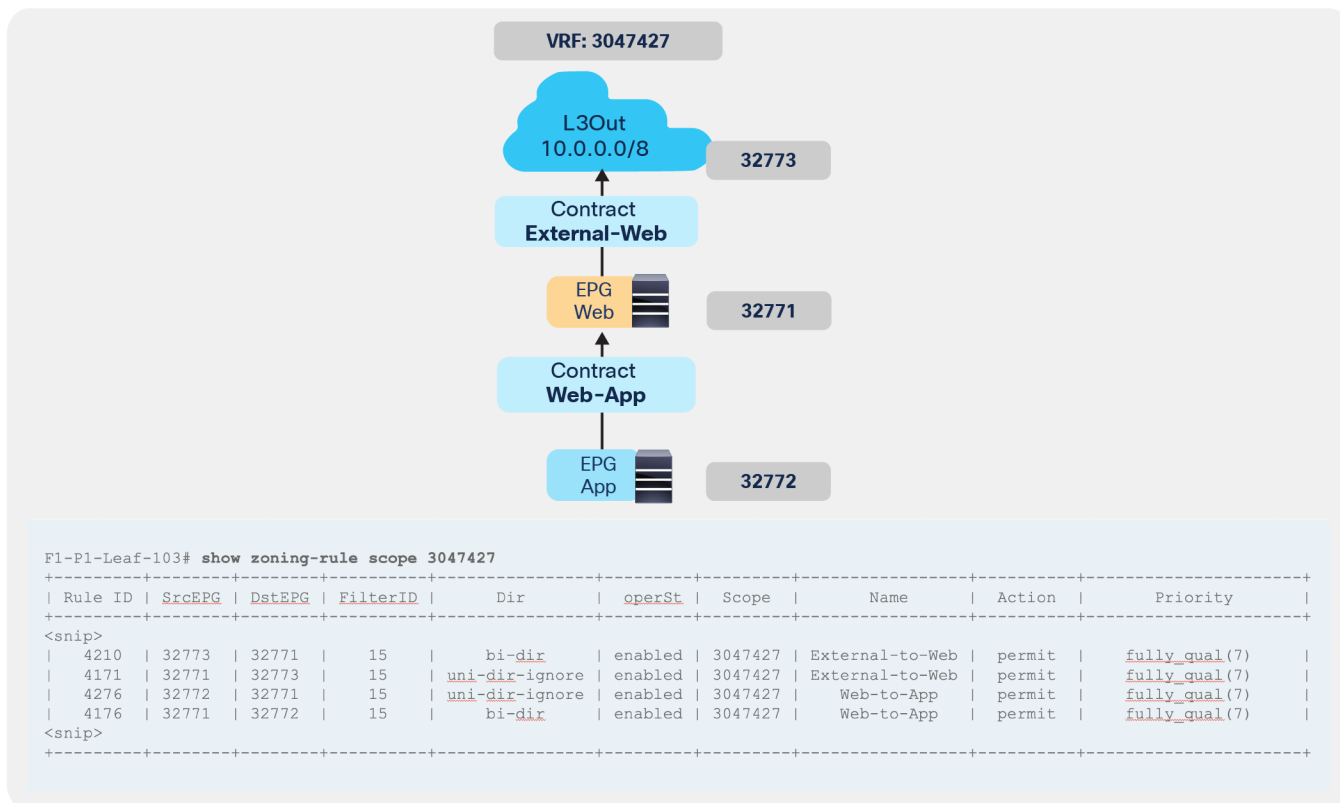 VRF: 3047427
L3Out
10.0.0.0/8
32773
Contract
External-Web
EPG
Web
32771
Contract
Web-App
EPG
App
32772
F1-P1-Leaf-103# show zoning-rule scope 3047427
+---------+--------+--------+----------+----------------+---------+---------+-----------------+----------+----------------------+
| Rule ID | SrcEPG | DstEPG | FilterID | Dir | operSt | Scope | Name | Action | Priority |
+---------+--------+--------+----------+----------------+---------+---------+-----------------+----------+----------------------+
<snip>
| 4210 | 32773 | 32771 | 15 | bi-dir | enabled | 3047427 | External-to-Web | permit | fully_qual(7) |
| 4171 | 32771 | 32773 | 15 | uni-dir-ignore | enabled | 3047427 | External-to-Web | permit | fully_qual(7) |
| 4276 | 32772 | 32771 | 15 | uni-dir-ignore | enabled | 3047427 | Web-to-App | permit | fully_qual(7) |
| 4176 | 32771 | 32772 | 15 | bi-dir | enabled | 3047427 | Web-to-App | permit | fully_qual(7) |
<snip>
+---------+--------+--------+----------+----------------+---------+---------+-----------------+----------+----------------------+